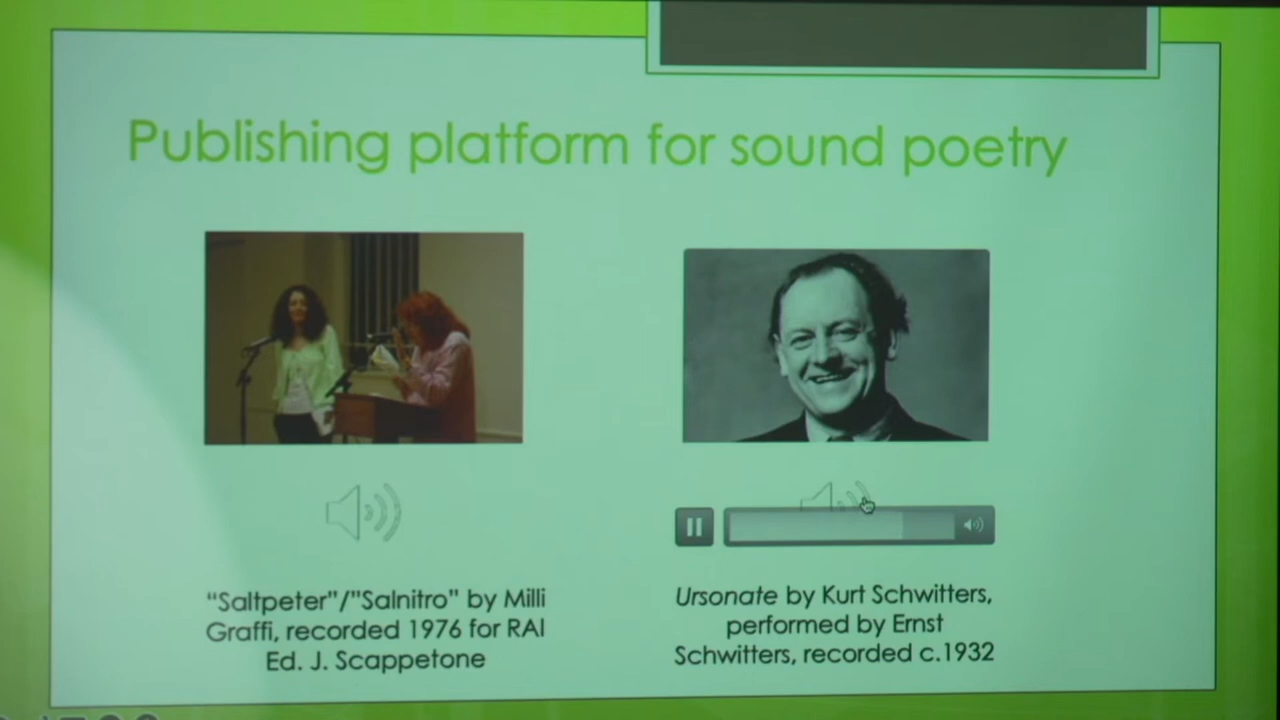 Publishing platform for sound poetry
“Saltpeter”/”Salnitro” by Milli
Graffi, recorded 1976 for RAI
Ed. J. Scappetone
Ursonate by Kurt Schwitters,
performed by Ernst
Schwitters, recorded c.1932